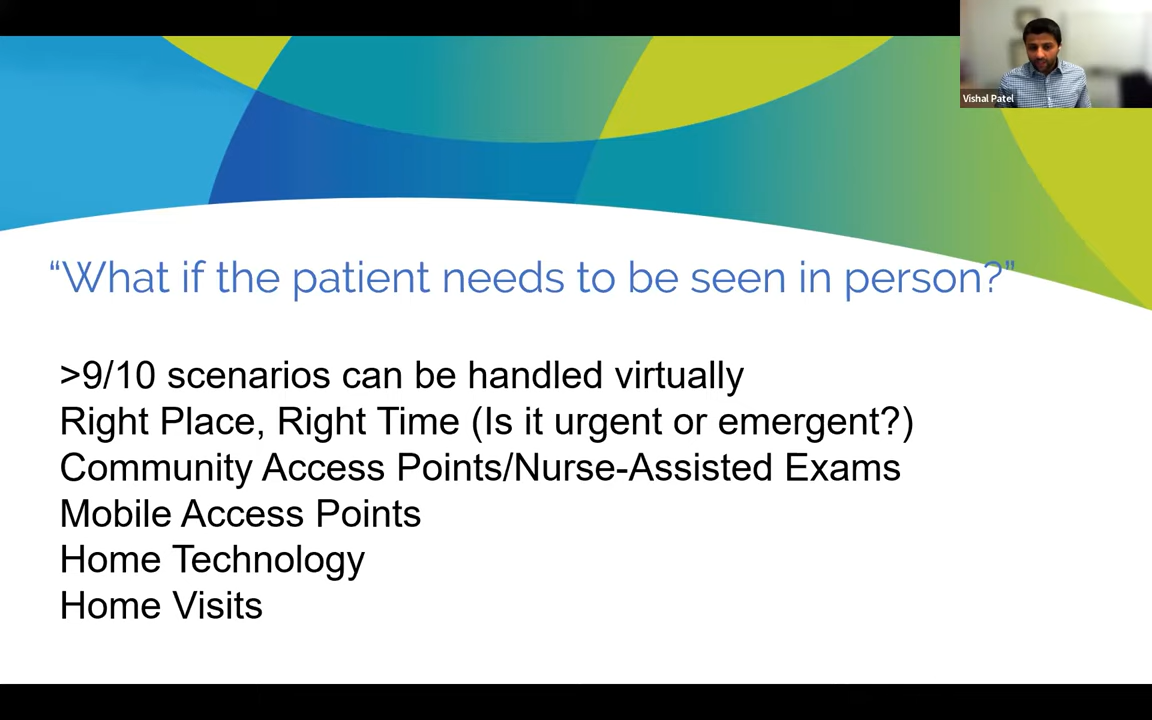 Vishal Patel
“What if the patient needs to be seen in person?”
>9/10 scenarios can be handled virtually
Right Place, Right Time (Is it urgent or emergent?)
Community Access Points/Nurse-Assisted Exams
Mobile Access Points
Home Technology
Home Visits